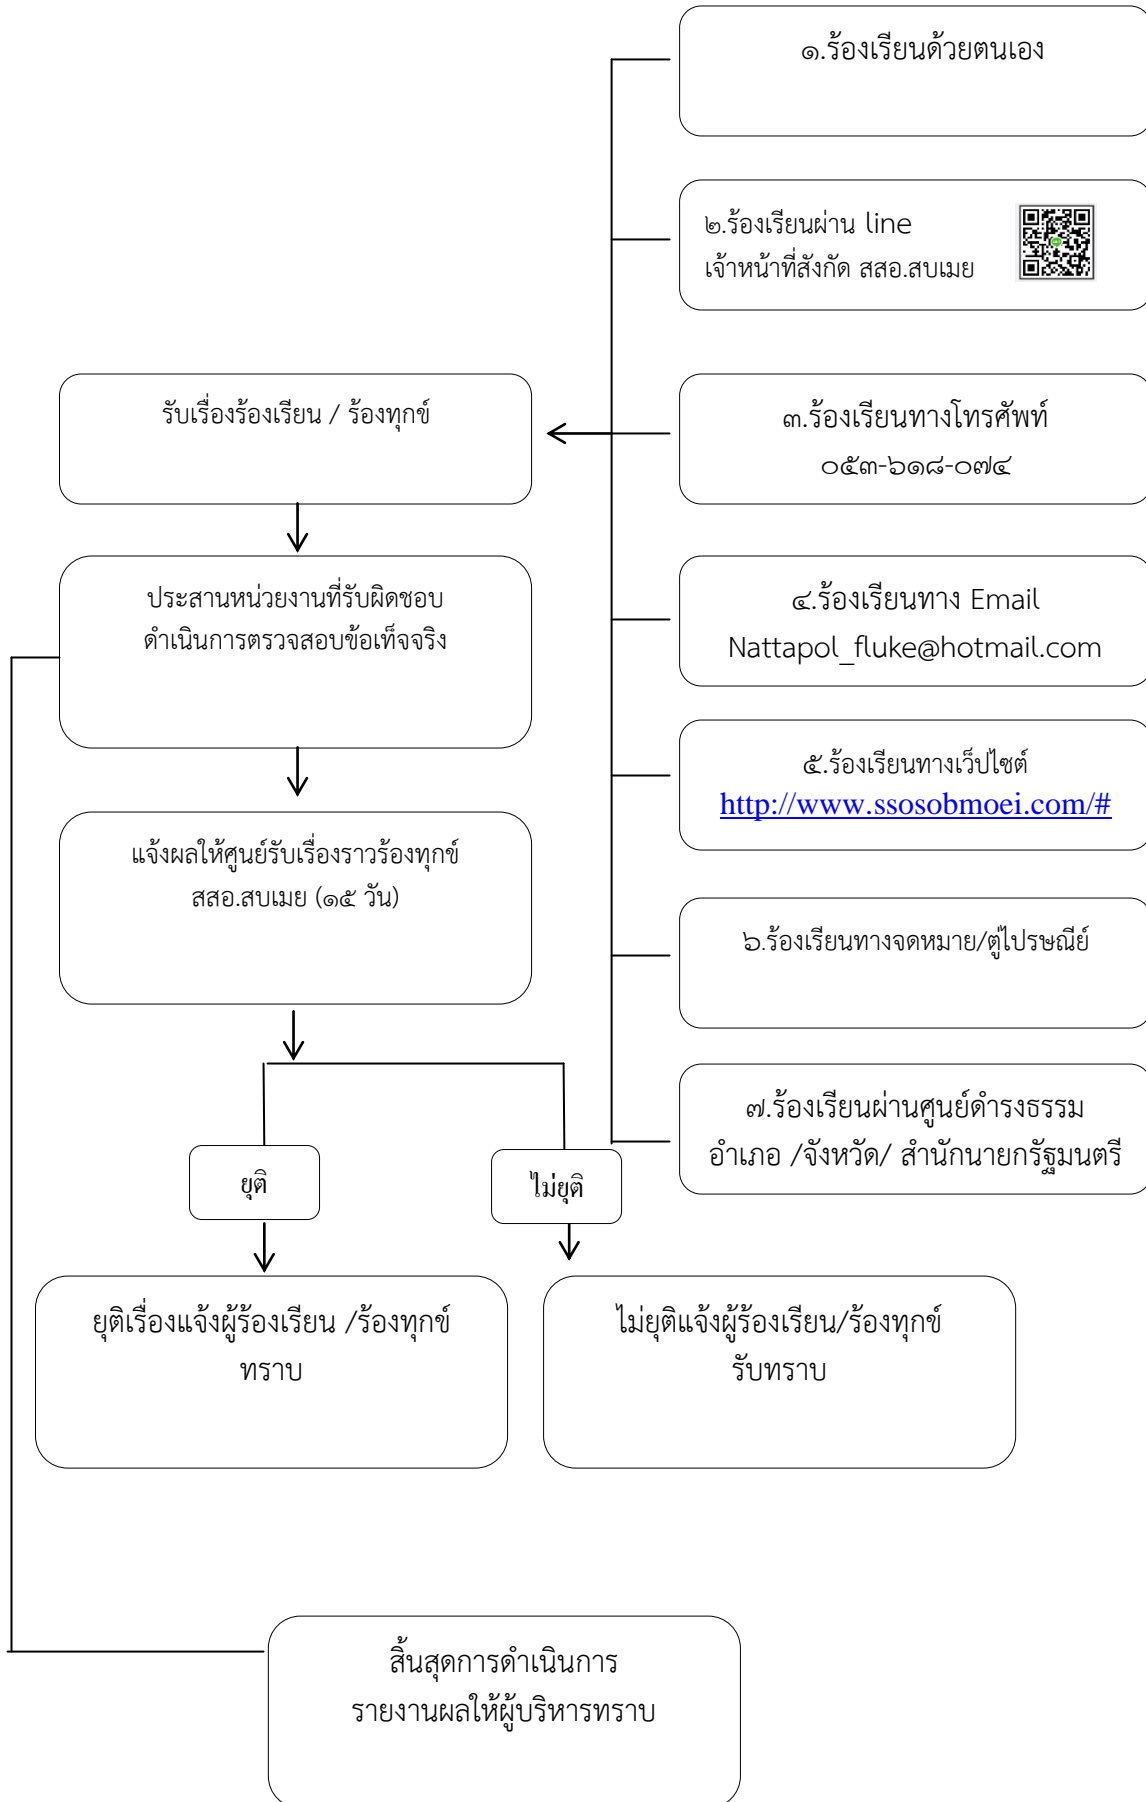 ๑.ร้องเรียนด้วยตนเอง
๒.ร้องเรียนผ่าน line
เจ้าหน้าที่สังกัด สสอ.สบเมย
รับเรื่องร้องเรียน / ร้องทุกข์
๓.ร้องเรียนทางโทรศัพท์
๐๕๓-๖๑๘-๐๗๔
ประสานหน่วยงานที่รับผิดชอบ
ดำเนินการตรวจสอบข้อเท็จจริง
๔.ร้องเรียนทาง Email
Nattapol_fluke@hotmail.com
๕.ร้องเรียนทางเว็ปไซต์
http://www.ssosobmoei.com/#
แจ้งผลให้ศูนย์รับเรื่องราวร้องทุกข์
สสอ.สบเมย (๑๕ วัน)
๖.ร้องเรียนทางจดหมาย/ตู่ไปรษณีย์
๗.ร้องเรียนผ่านศูนย์ดำรงธรรม
อำเภอ /จังหวัด/ สำนักนายกรัฐมนตรี
ยุติ
ไม่ยุติ
ยุติเรื่องแจ้งผู้ร้องเรียน /ร้องทุกข์
ทราบ
ไม่ยุติแจ้งผู้ร้องเรียน/ร้องทุกข์
รับทราบ
สิ้นสุดการดำเนินการ
รายงานผลให้ผู้บริหารทราบ